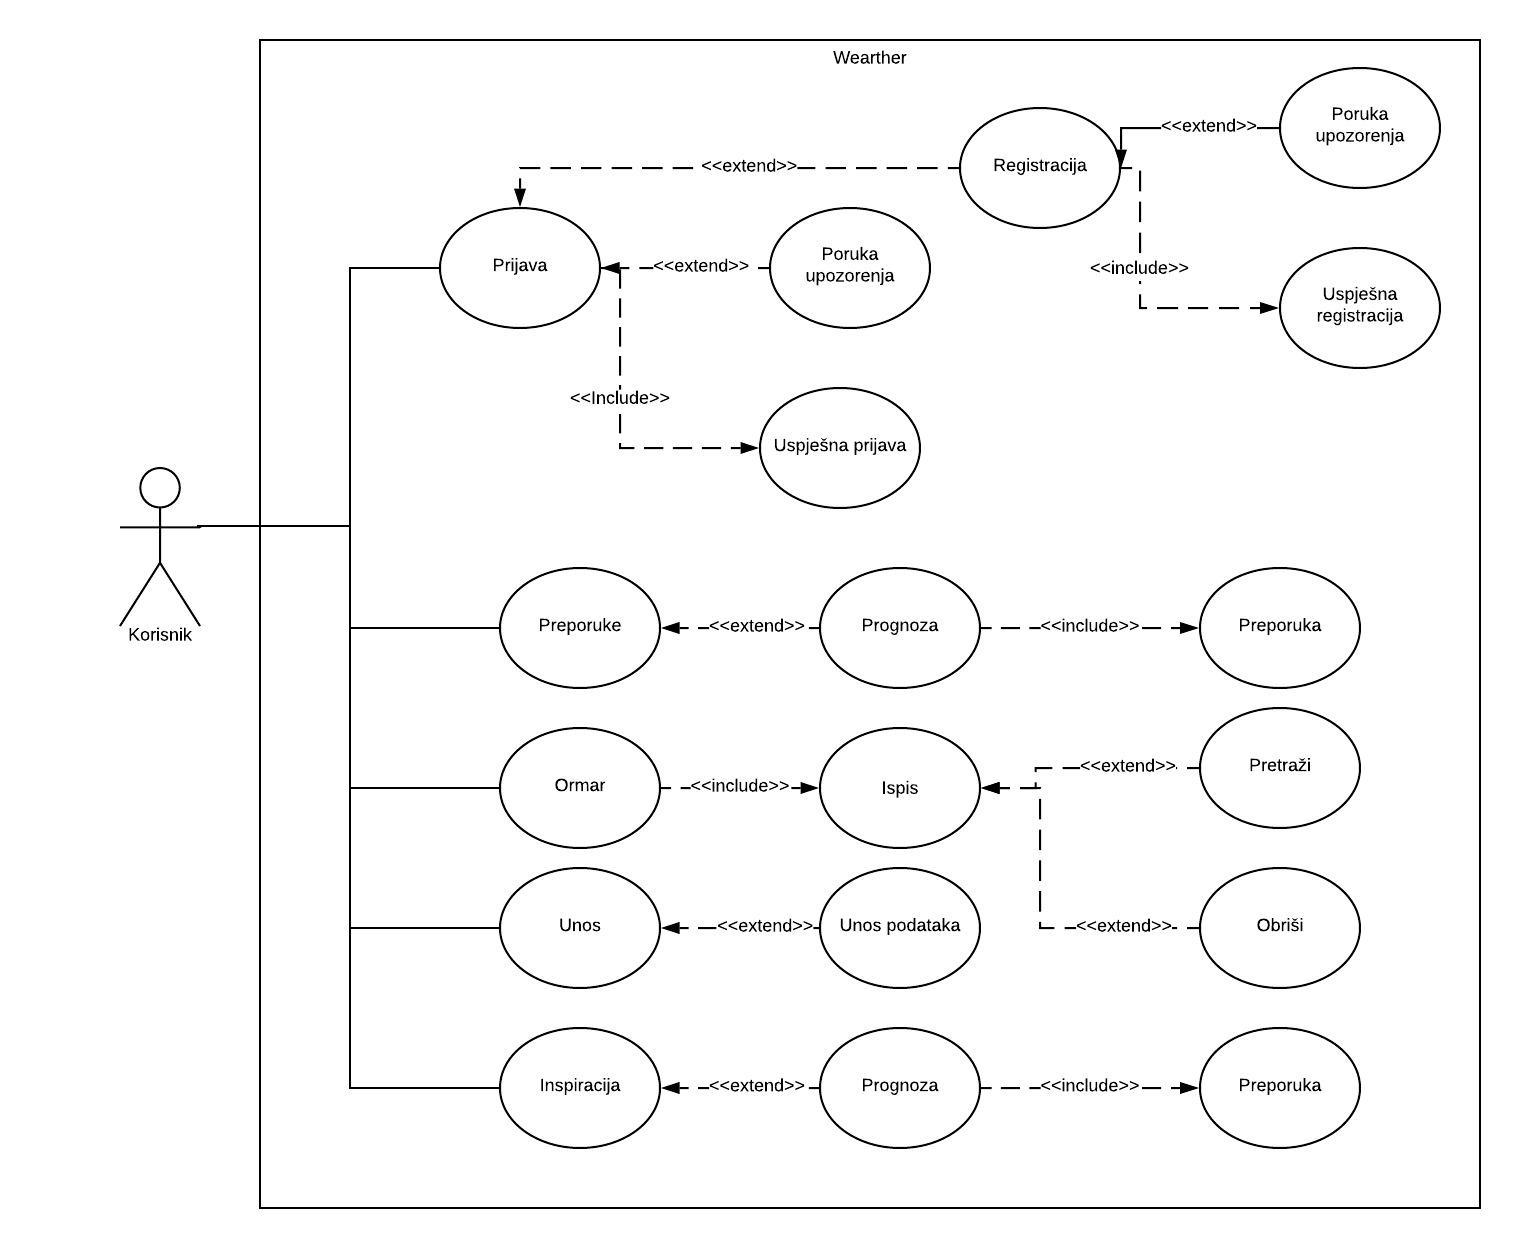 Wearther
Poruka
upozorenja
<<extend>>
Registracija
<<extend>>
Prijava
<<extend>>
Poruka
upozorenja
<<include>>
Uspješna
registracija
<<Include>>
Uspješna prijava
Korisnik
Preporuke
<<extend>>
Prognoza
<<include>>
Preporuka
Ormar
<<include>>
Ispis
<<extend>>
Pretraži
Unos
<<extend>>
Unos podataka
<<extend>>
Obriši
Inspiracija
<<extend>>
Prognoza
<<include>>
Preporuka